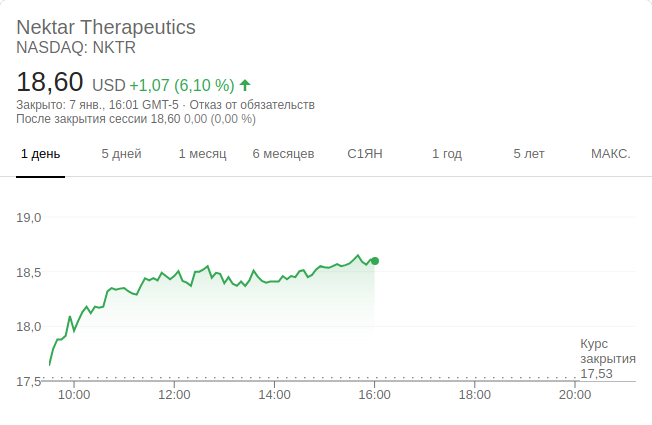 Nektar Therapeutics
NASDAQ: NKTR
18,60 USD +1,07 (6,10 %)
Закрыто: 7 янв., 16:01 GMT-5 · Отказ от обязательств
После закрытия сессии 18,60 0,00 (0,00 %)
1 день 5 дней 1 месяц 6 месяцев С1ЯН 1 год 5 лет МАКС.
19,0
18,5
18,0
Курс
закрытия
17,53
17,5
10:00 12:00 14:00 16:00 18:00 20:00